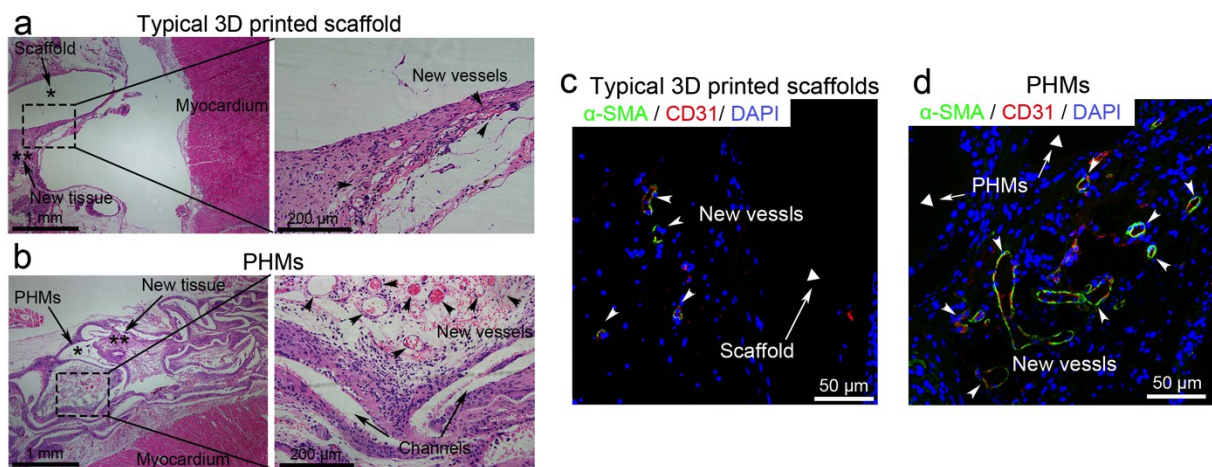 a
Typical 3D printed scaffold
Scaffold
*
Myocardium
**
New tissue
1 mm
New vessels
200 μm
b
PHMs
PHMs
New tissue
*
**
1 mm
Myocardium
New vessels
Channels
200 μm
c
Typical 3D printed scaffolds
α-SMA / CD31/ DAPI
New vessls
Scaffold
50 μm
d
PHMs
α-SMA / CD31 / DAPI
PHMs
New vessls
50 μm